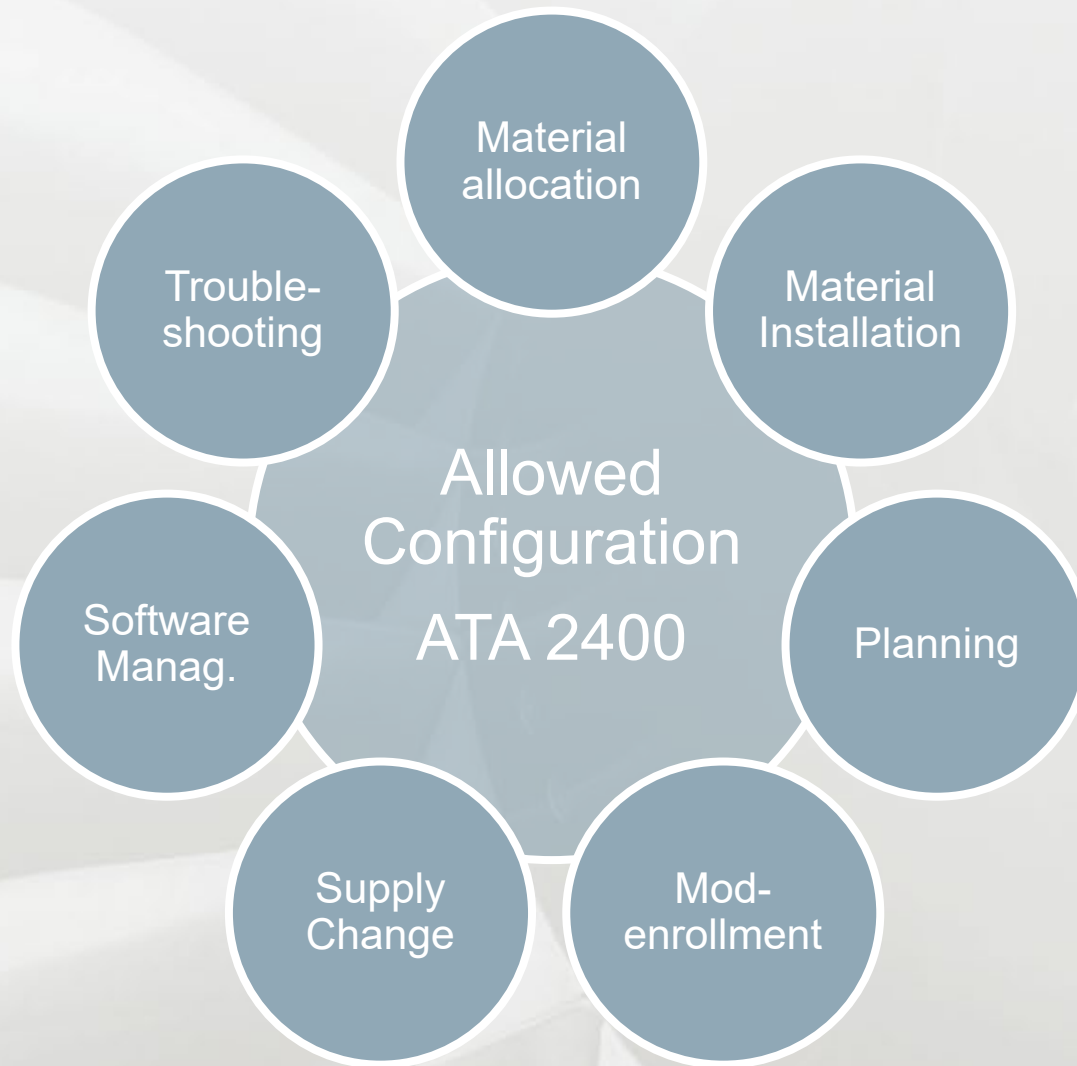 Material
allocation
Trouble-
shooting
Material
Installation
Allowed
Configuration
ATA 2400
Software
Manag.
Planning
Supply
Change
Mod-
enrollment